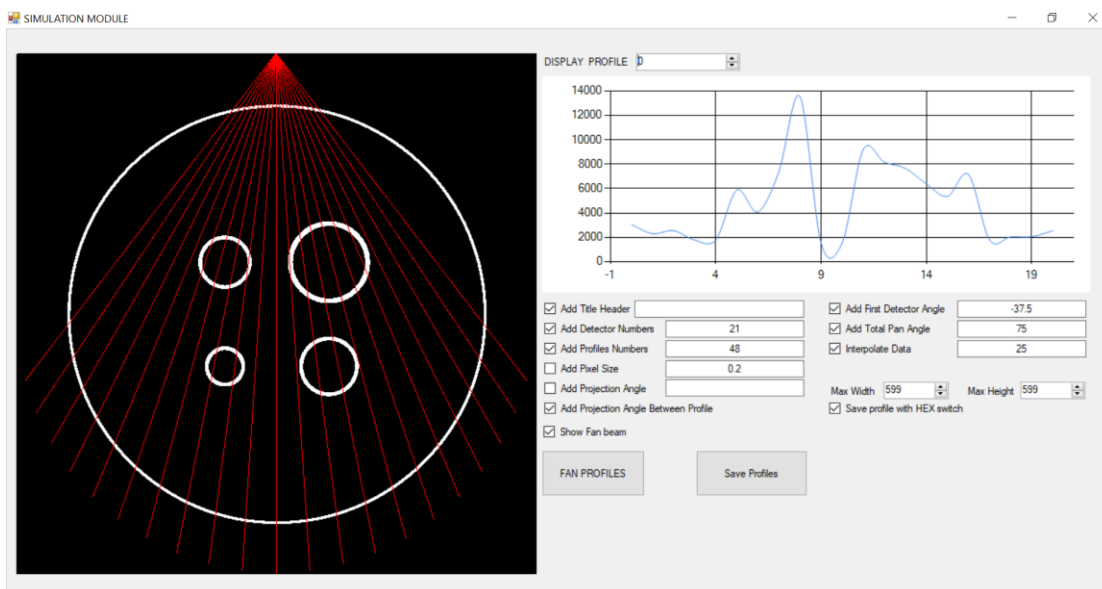 SIMULATION MODULE
DISPLAY PROFILE 0
14000
12000
10000
8000
6000
4000
2000
0
-1 4 9 14 19
Add Title Header Add First Detector Angle -37.5
Add Detector Numbers 21 Add Total Pan Angle 75
Add Profiles Numbers 48 Interpolate Data 25
Add Pixel Size 0.2
Add Projection Angle Max Width 599 Max Height 599
Add Projection Angle Between Profile Save profile with HEX switch
Show Fan beam
FAN PROFILES Save Profiles